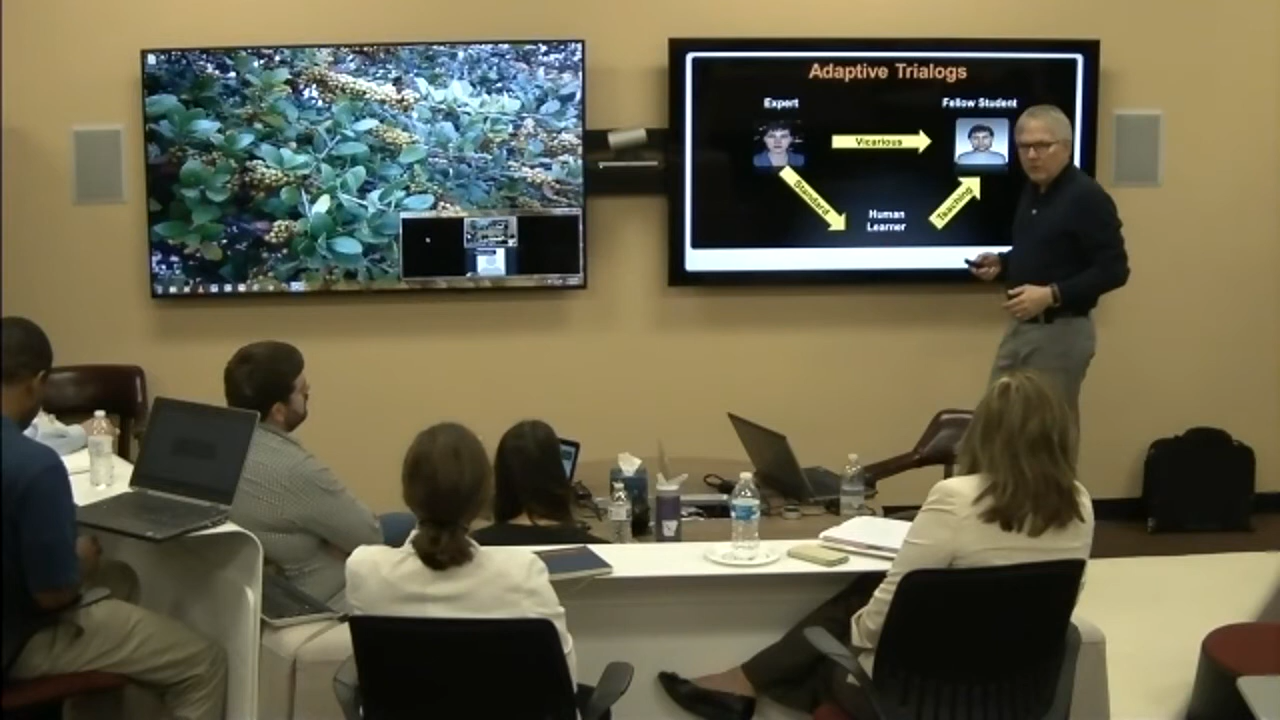 Adaptive Trialogs
Expert
Fellow Student
Vicarious
Standard
Teaching
Human
Learner